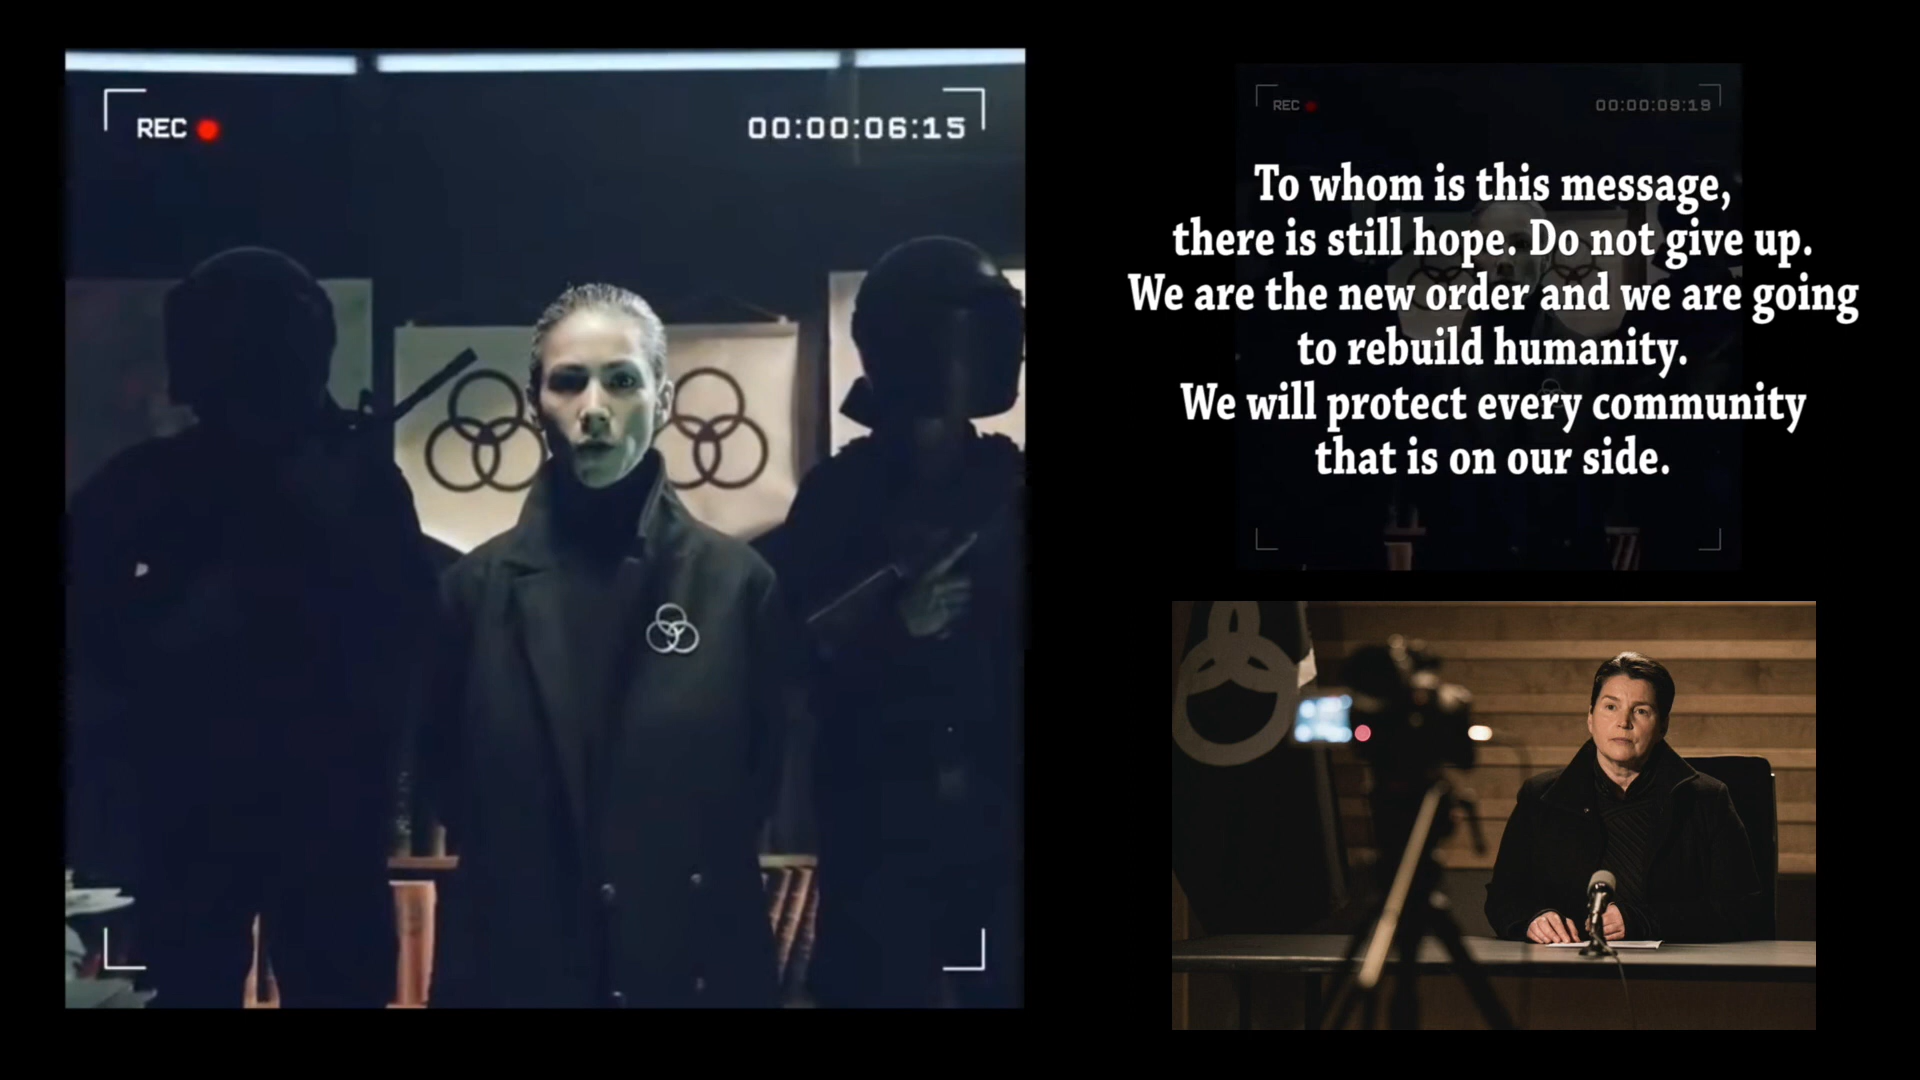 REC
00:00:06:15
REC
00:00:09:19
To whom is this message,
there is still hope. Do not give up.
We are the new order and we are going
to rebuild humanity.
We will protect every community
that is on our side.